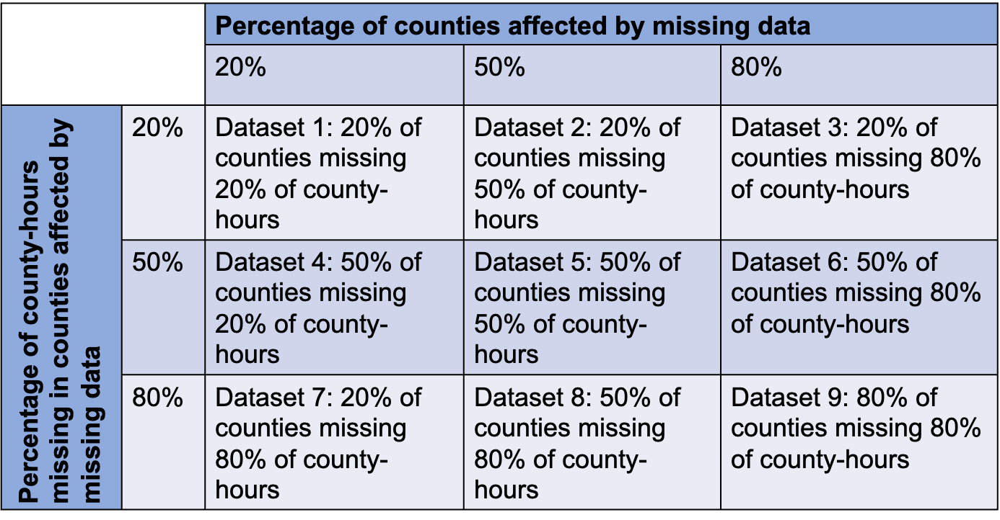 Percentage of counties affected by missing data
20%
50%
80%
Percentage of county-hours
missing in counties affected by
missing data
20%
Dataset 1: 20% of
counties missing
20% of county-
hours
Dataset 2: 20% of
counties missing
50% of county-
hours
Dataset 3: 20% of
counties missing 80%
of county-hours
50%
Dataset 4: 50% of
counties missing
20% of county-
hours
Dataset 5: 50% of
counties missing
50% of county-
hours
Dataset 6: 50% of
counties missing 80%
of county-hours
80%
Dataset 7: 20% of
counties missing
80% of county-
hours
Dataset 8: 50% of
counties missing
80% of county-
hours
Dataset 9: 80% of
counties missing 80%
of county-hours